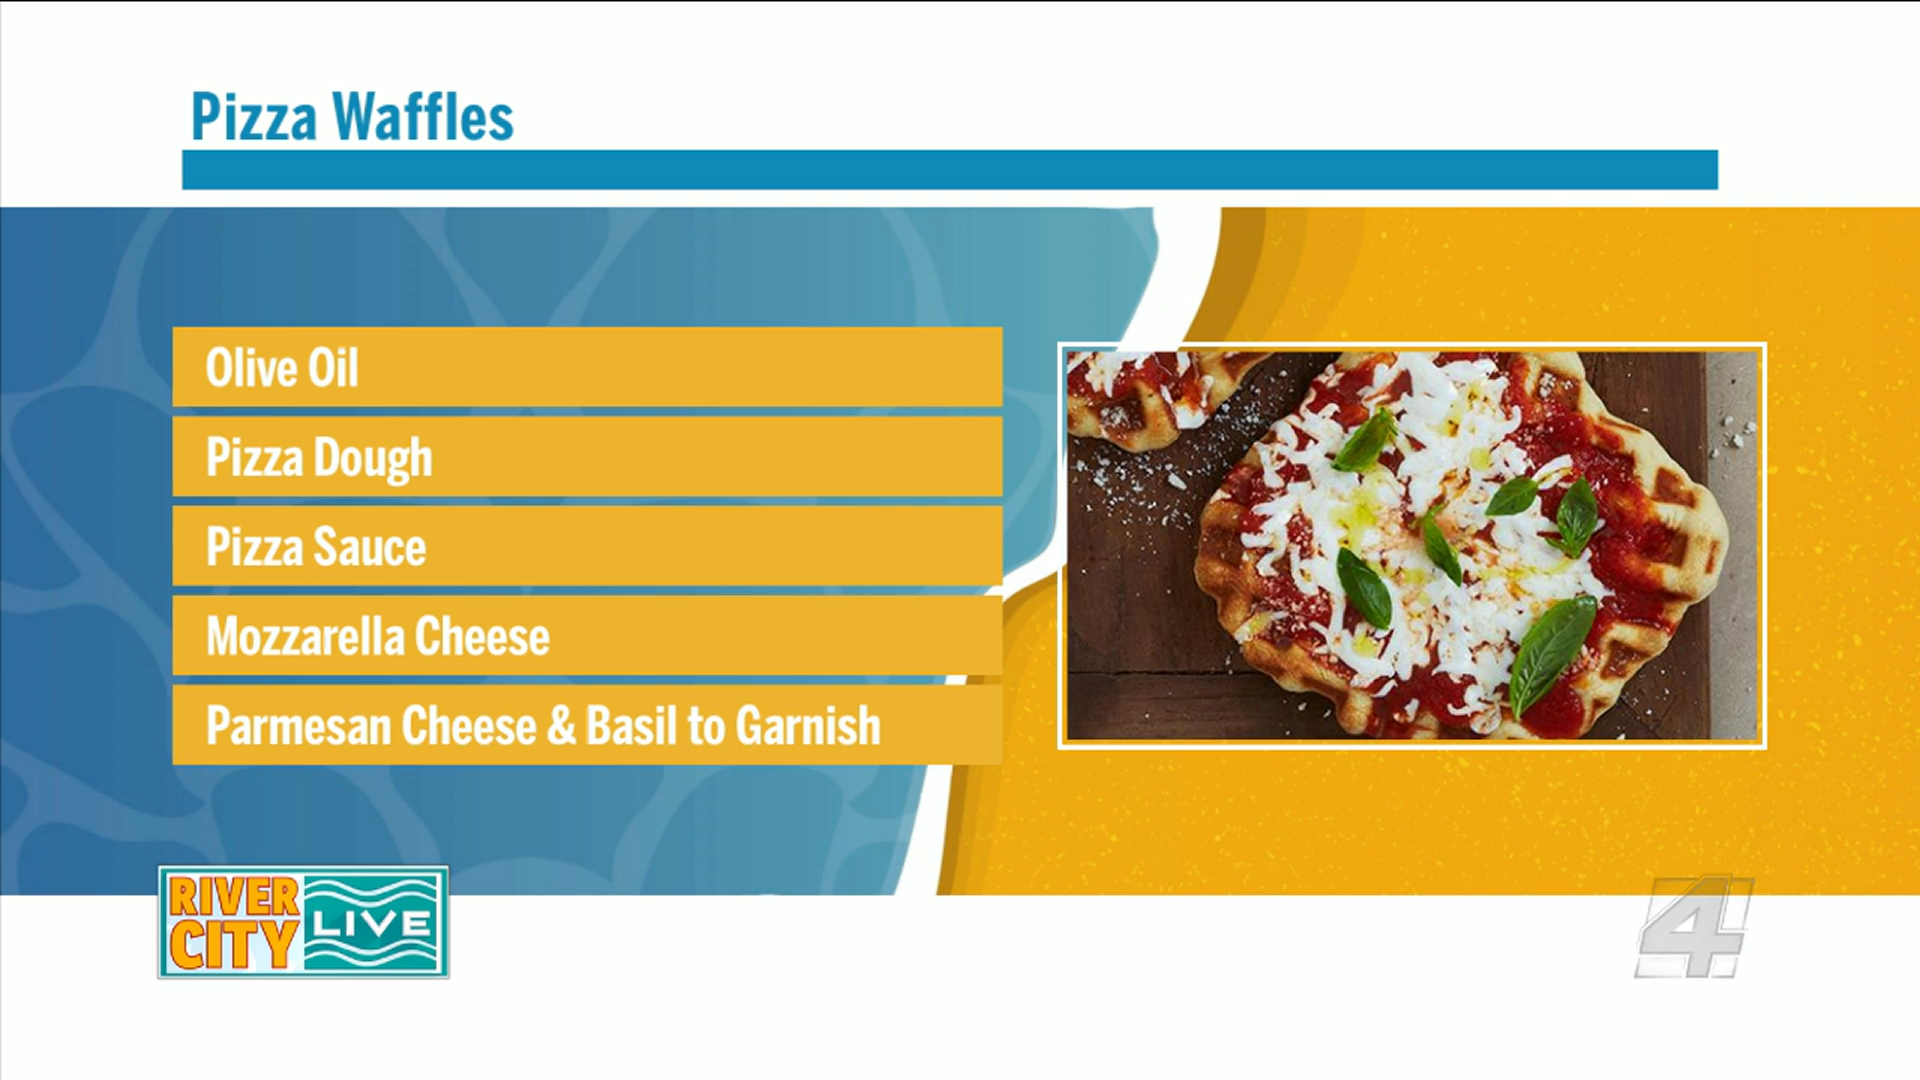 Pizza Waffles
Olive Oil
Pizza Dough
Pizza Sauce
Mozzarella Cheese
Parmesan Cheese & Basil to Garnish
RIVER
CITY
LIVE
4